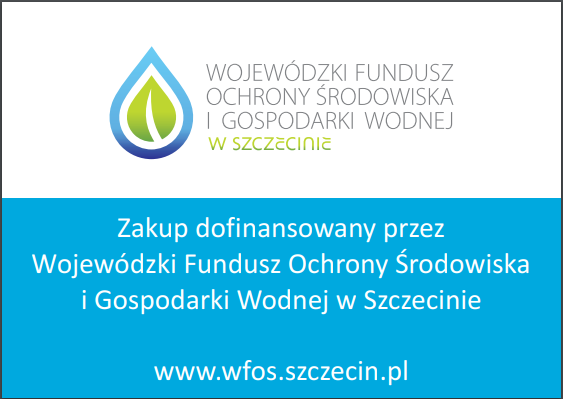 WOJEWÓDZKI FUNDUSZ
OCHRONY ŚRODOWISKA
I GOSPODARKI WODNEJ
W SZCZECINIE
Zakup dofinansowany przez
Wojewódzki Fundusz Ochrony Środowiska
i Gospodarki Wodnej w Szczecinie
www.wfos.szczecin.pl